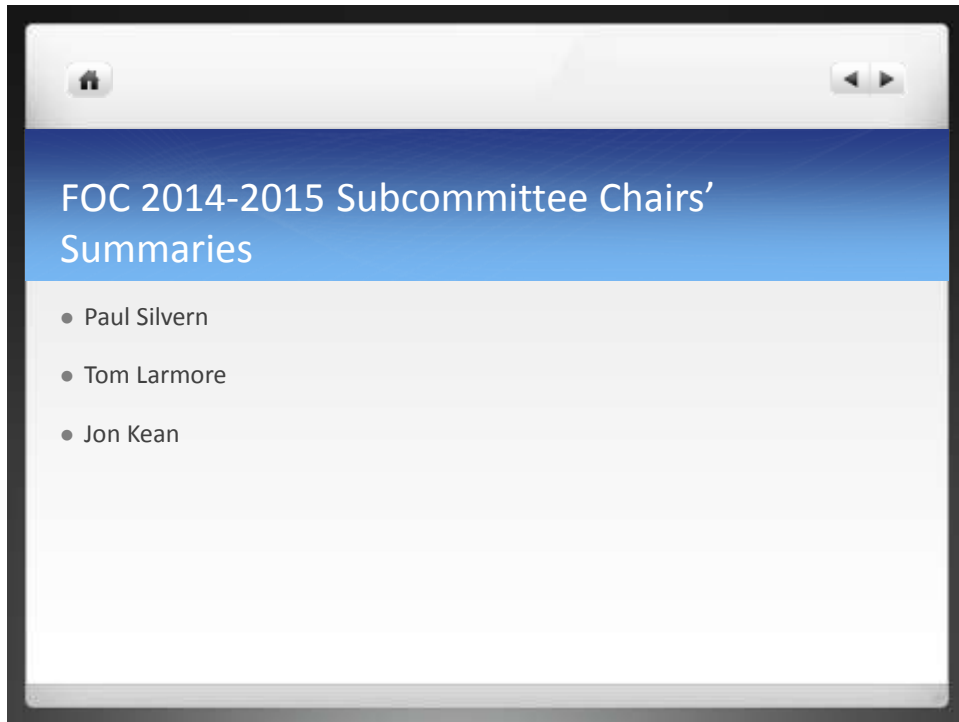 FOC 2014-2015 Subcommittee Chairs’
Summaries
● Paul Silvern
● Tom Larmore
● Jon Kean